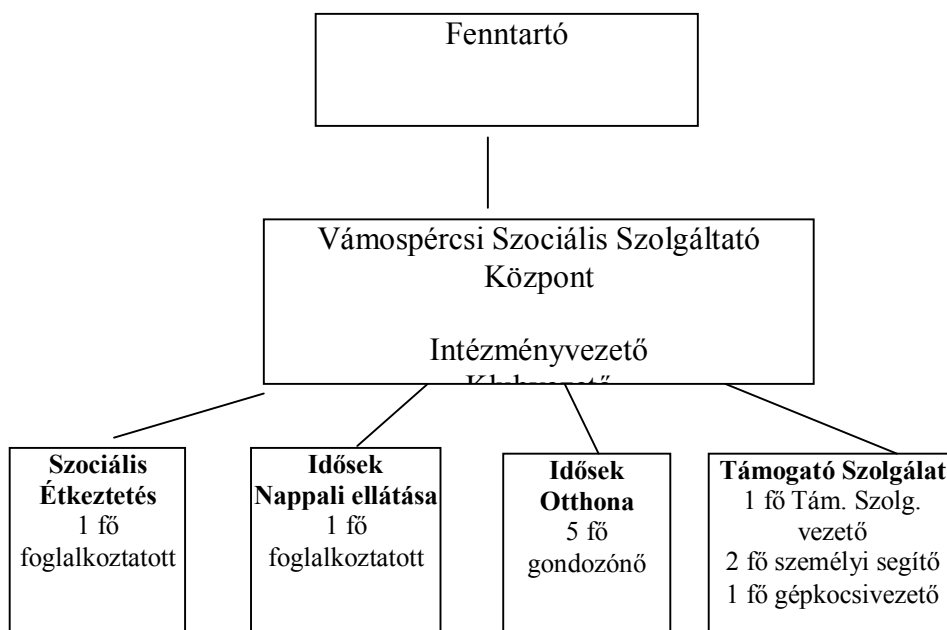 Fenntartó
Vámospércsi Szociális Szolgáltató
Központ
Intézményvezető
Klubvezető
Szociális
Étkeztetés
1 fő
foglalkoztatott
Idősek
Nappali ellátása
1 fő
foglalkoztatott
Idősek
Otthona
5 fő
gondozónő
Támogató Szolgálat
1 fő Tám. Szolg.
vezető
2 fő személyi segítő
1 fő gépkocsivezető